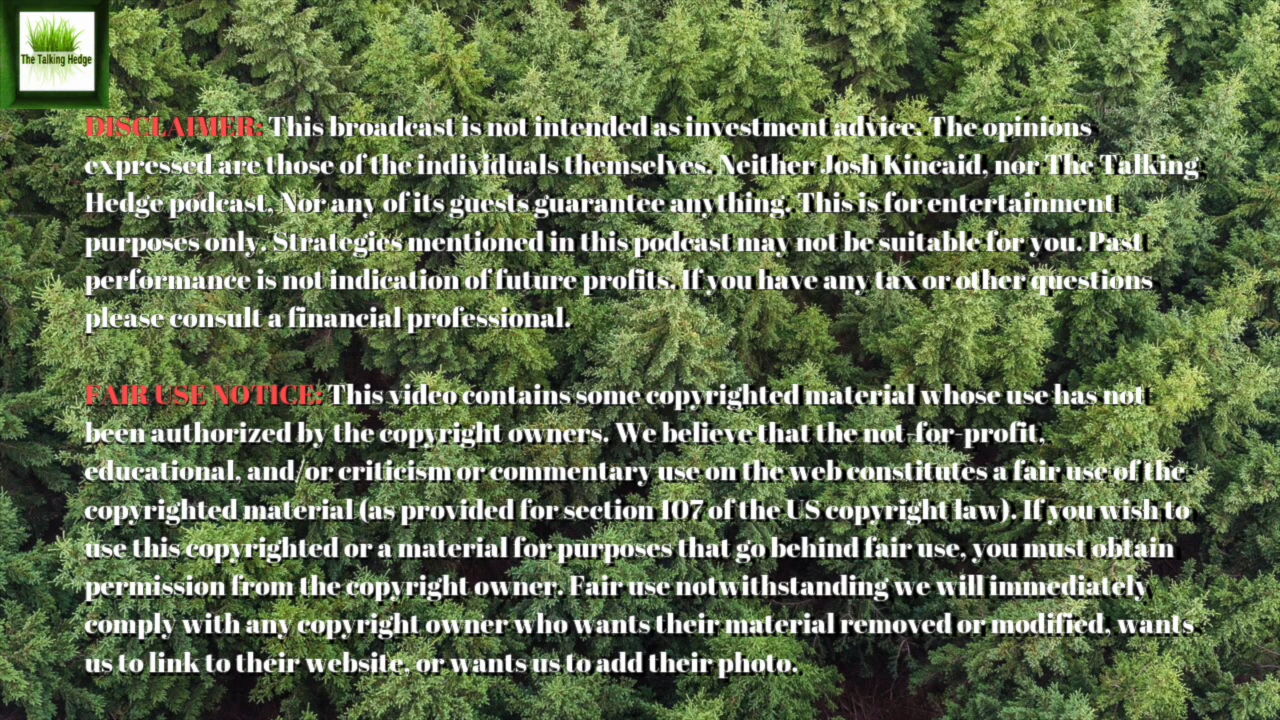 The Talking Hedge
DISCLAIMER: This broadcast is not intended as investment advice. The opinions
expressed are those of the individuals themselves. Neither Josh Kincaid, nor The Talking
Hedge podcast, Nor any of its guests guarantee anything. This is for entertainment
purposes only. Strategies mentioned in this podcast may not be suitable for you. Past
performance is not indication of future profits. If you have any tax or other questions
please consult a financial professional.
FAIR USE NOTICE: This video contains some copyrighted material whose use has not
been authorized by the copyright owners. We believe that the not-for-profit,
educational, and/or criticism or commentary use on the web constitutes a fair use of the
copyrighted material (as provided for section 107 of the US copyright law). If you wish to
use this copyrighted or a material for purposes that go behind fair use, you must obtain
permission from the copyright owner. Fair use notwithstanding we will immediately
comply with any copyright owner who wants their material removed or modified, wants
us to link to their website, or wants us to add their photo.